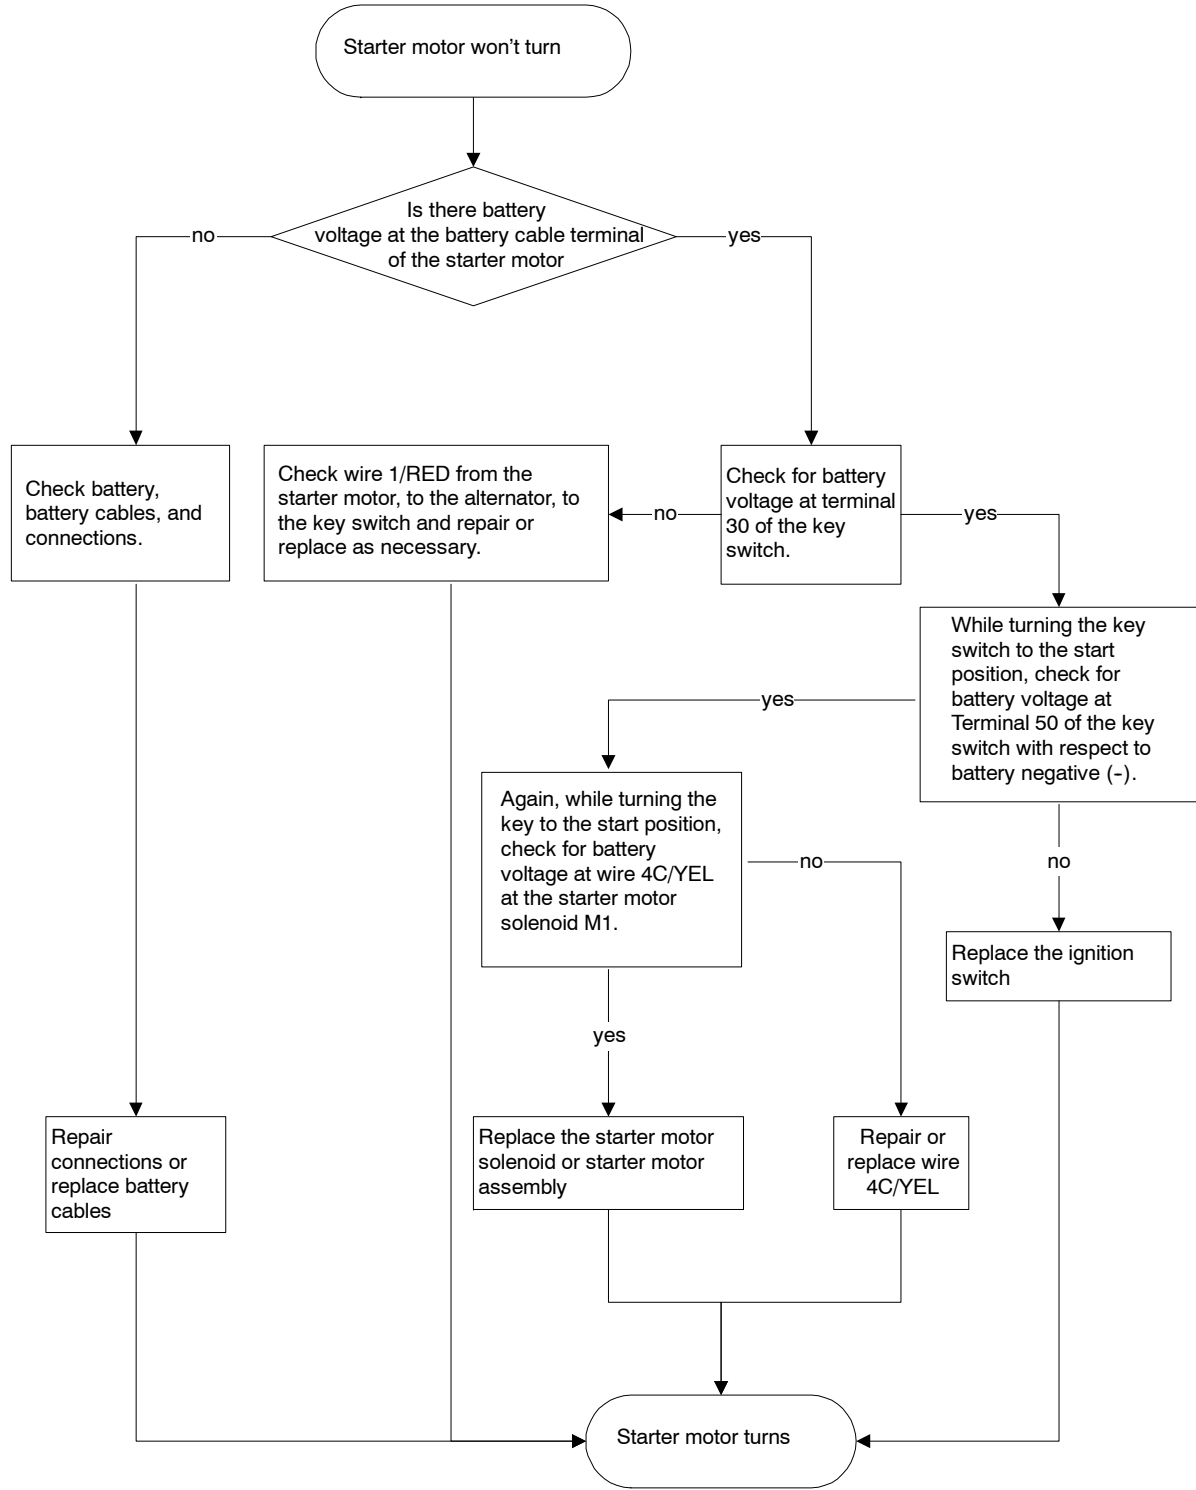 Starter motor won't turn
Is there battery
voltage at the battery cable terminal
of the starter motor
no
yes
Check battery,
battery cables, and
connections.
Check wire 1/RED from the
starter motor, to the alternator, to
the key switch and repair or
replace as necessary.
no
Check for battery
voltage at terminal
30 of the key
switch.
yes
While turning the key
switch to the start
position, check for
battery voltage at
Terminal 50 of the key
switch with respect to
battery negative (-).
yes
Again, while turning the
key to the start position,
check for battery
voltage at wire 4C/YEL
at the starter motor
solenoid M1.
no
no
Replace the ignition
switch
yes
Repair
connections or
replace battery
cables
Replace the starter motor
solenoid or starter motor
assembly
Repair or
replace wire
4C/YEL
Starter motor turns